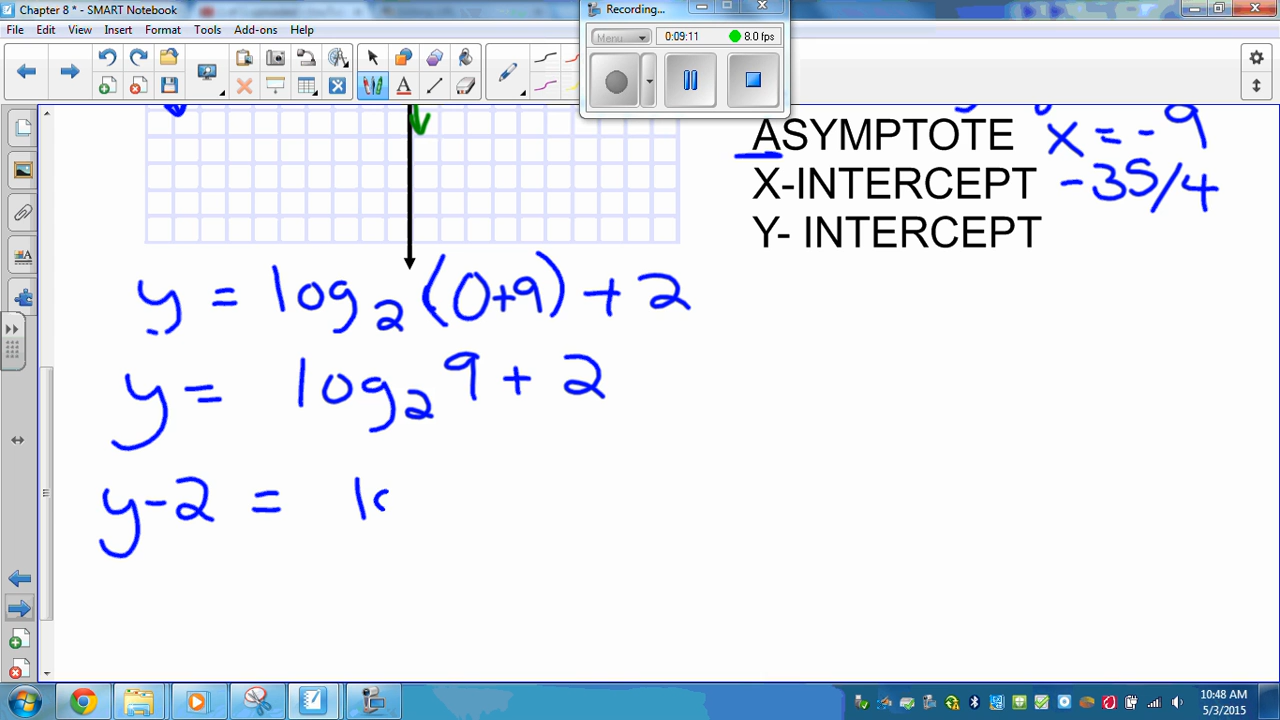 Chapter 8 * - SMART Notebook
Recording...
File Edit View Insert Format Tools Add-ons Help
Menu 0:09:11 8.0 fps
ASYMPTOTE x = -9
X-INTERCEPT -35/4
Y- INTERCEPT
y = log₂(0+9) + 2
y = log₂ 9 + 2
y-2 = lo
10:48 AM
5/3/2015